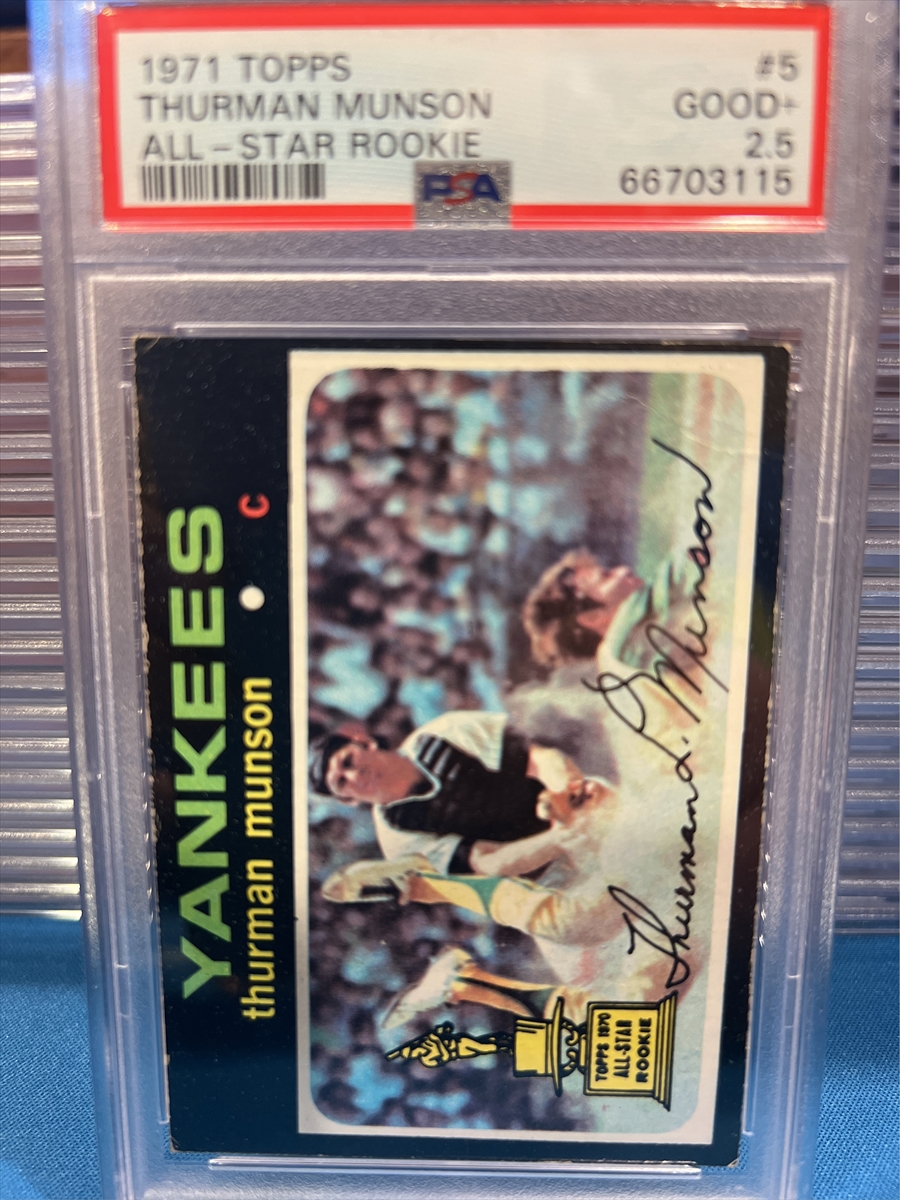 1971 TOPPS #5
THURMAN MUNSON GOOD+
ALL-STAR ROOKIE 2.5
PSA 66703115
YANKEES
thurman munson • c
Thurman L. Munson
TOPPS 1970
ALL-STAR
ROOKIE